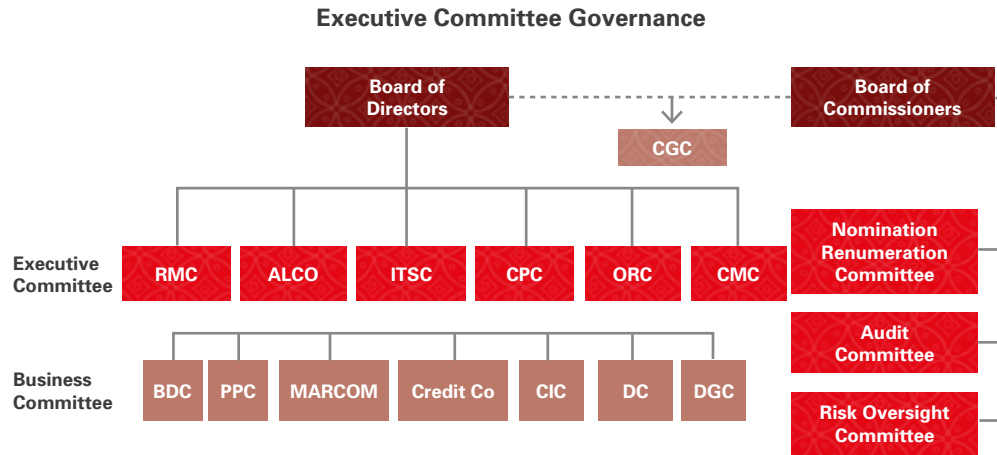 Executive Committee Governance
Board of
Directors
Board of
Commissioners
CGC
Executive
Committee
RMC
ALCO
ITSC
CPC
ORC
CMC
Nomination
Renumeration
Committee
Business
Committee
BDC
PPC
MARCOM
Credit Co
CIC
DC
DGC
Audit
Committee
Risk Oversight
Committee